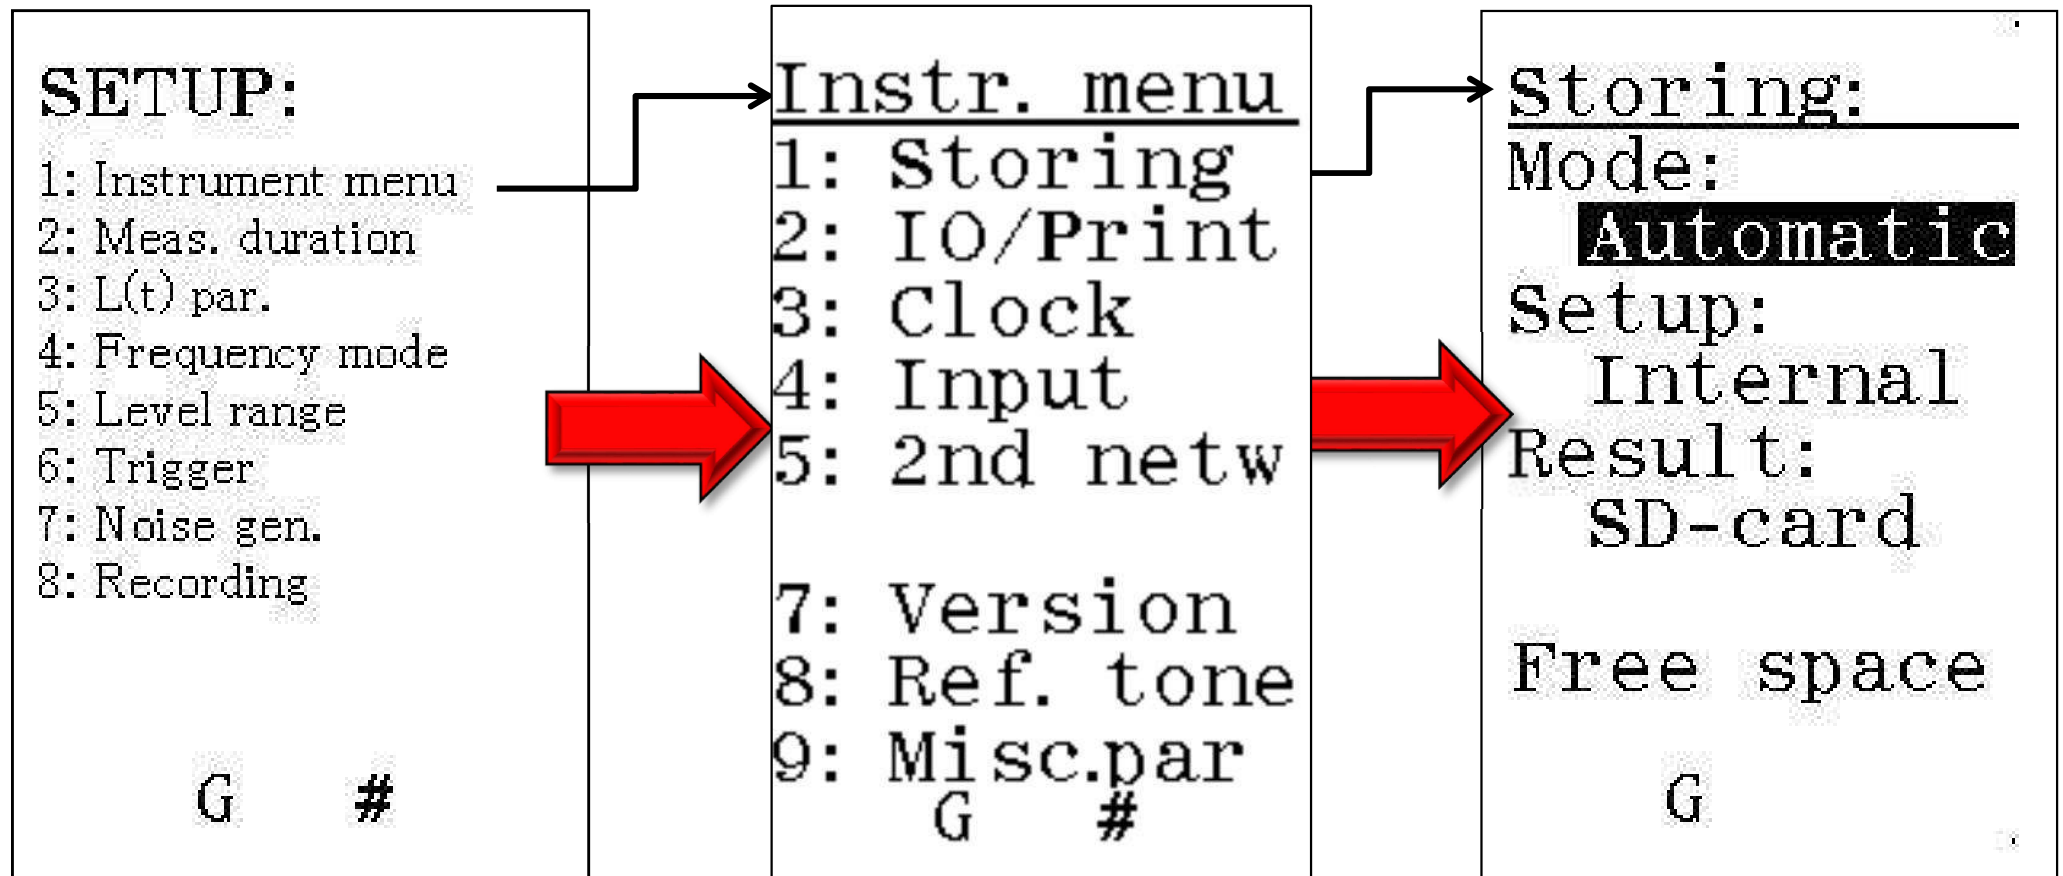 SETUP:
1: Instrument menu
2: Meas. duration
3: L(t) par.
4: Frequency mode
5: Level range
6: Trigger
7: Noise gen.
8: Recording
G #
Instr. menu
1: Storing
2: IO/Print
3: Clock
4: Input
5: 2nd netw
7: Version
8: Ref. tone
9: Misc.par
G #
Storing:
Mode:
Automatic
Setup:
Internal
Result:
SD-card
Free space
G